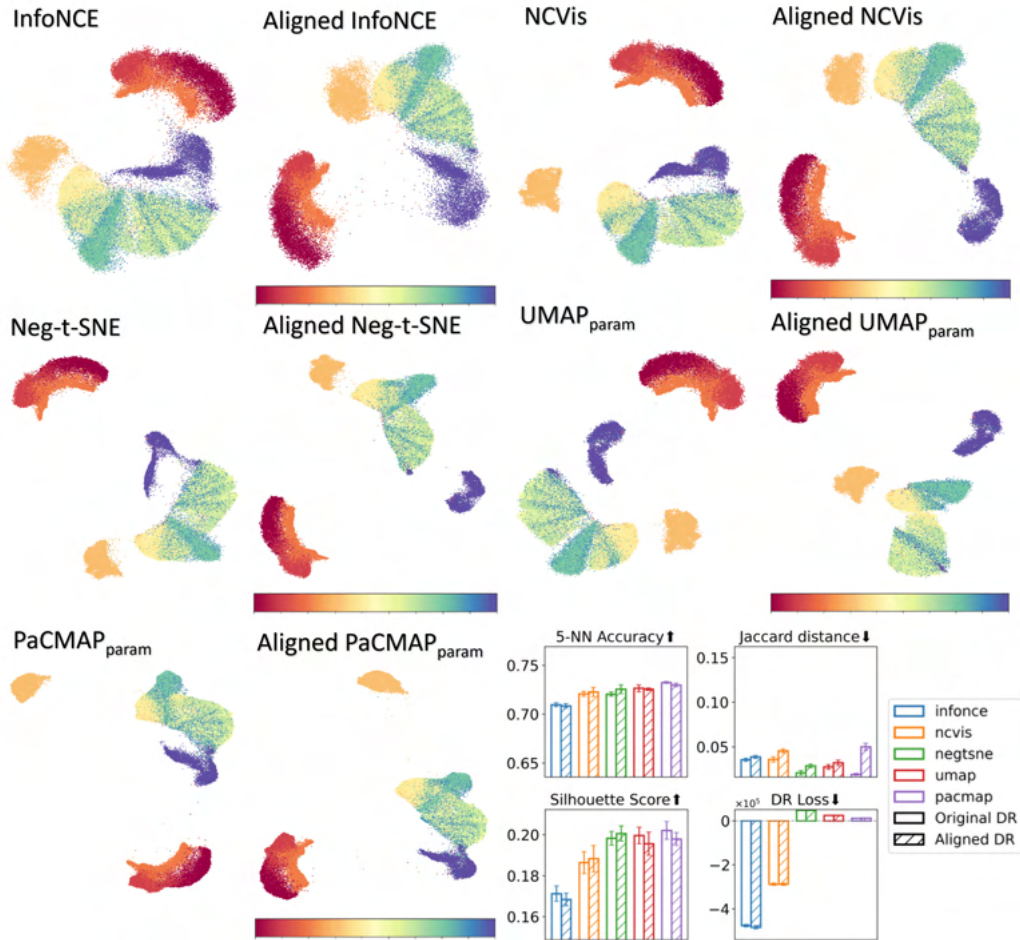 InfoNCE
Aligned InfoNCE
NCVis
Aligned NCVis
Neg-t-SNE
Aligned Neg-t-SNE
UMAPparam
Aligned UMAPparam
PaCMAPparam
Aligned PaCMAPparam
5-NN Accuracy⬆
0.75
0.70
0.65
Jaccard distance⬇
0.15
0.10
0.05
Silhouette Score⬆
0.20
0.18
0.16
DR Loss⬇
×10⁵
0
−2
−4
infonce
ncvis
negtsne
umap
pacmap
Original DR
Aligned DR